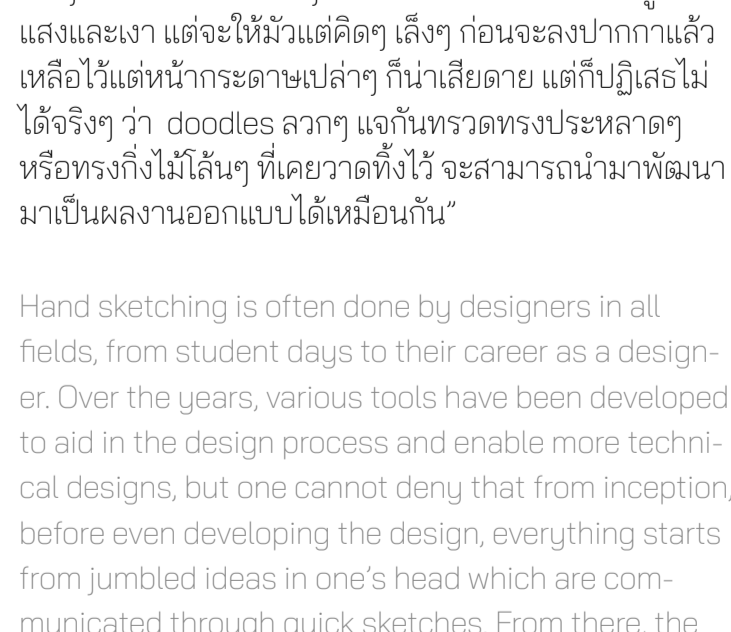 แสงและเงา แต่จะให้มัวแต่คิดๆ เล็งๆ ก่อนจะลงปากกาแล้ว
เหลือไว้แต่หน้ากระดาษเปล่าๆ ก็น่าเสียดาย แต่ก็ปฏิเสธไม่
ได้จริงๆ ว่า doodles ลวกๆ แจกันทรวดทรงประหลาดๆ
หรือทรงกิ่งไม้โล้นๆ ที่เคยวาดทิ้งไว้ จะสามารถนำมาพัฒนา
มาเป็นผลงานออกแบบได้เหมือนกัน”
Hand sketching is often done by designers in all
fields, from student days to their career as a design-
er. Over the years, various tools have been developed
to aid in the design process and enable more techni-
cal designs, but one cannot deny that from inception,
before even developing the design, everything starts
from jumbled ideas in one’s head which are com-
municated through quick sketches. From there, the